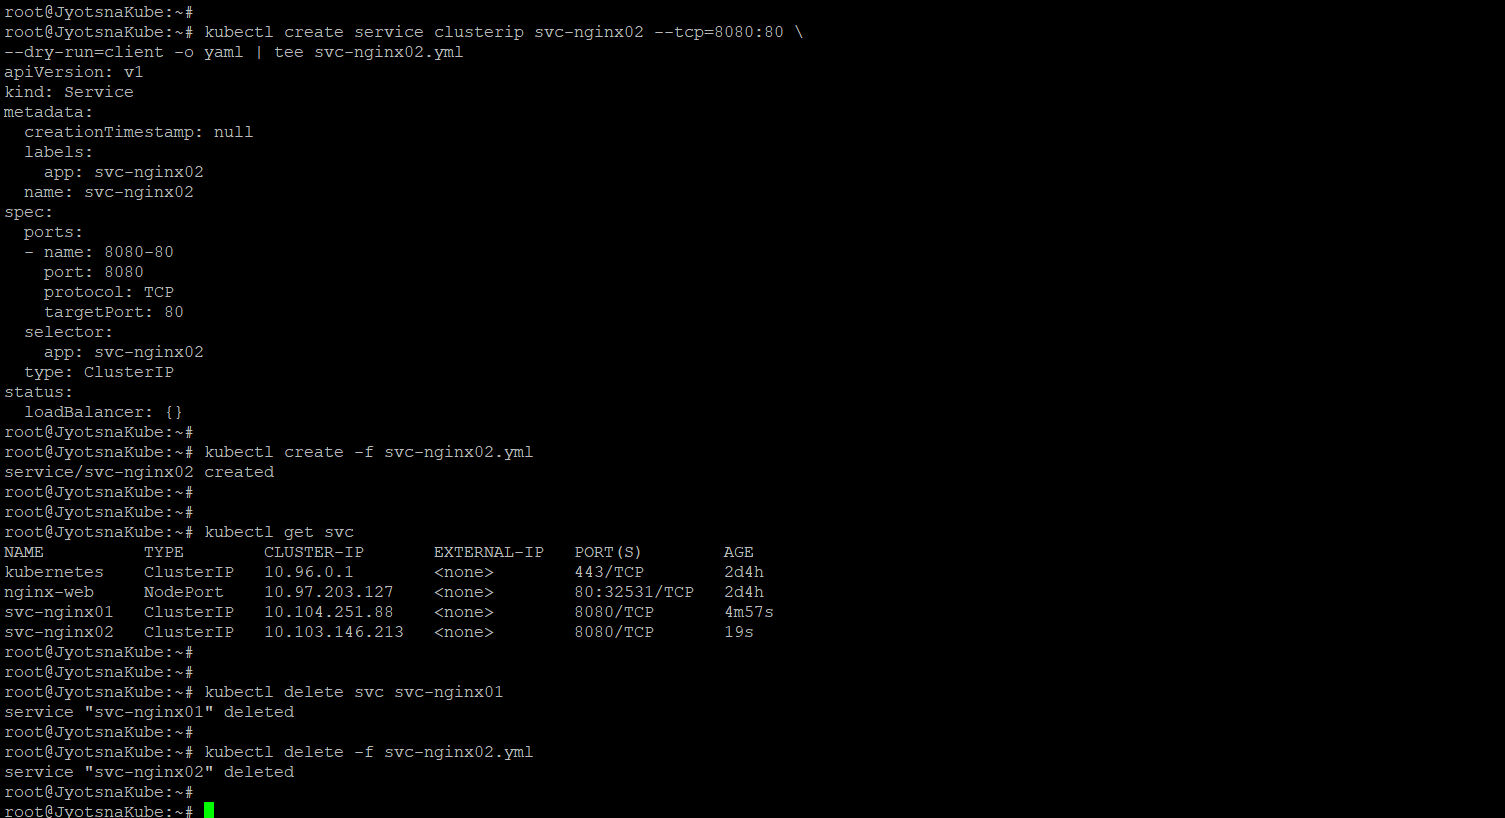 root@JyotsnaKube:~#
root@JyotsnaKube:~# kubectl create service clusterip svc-nginx02 --tcp=8080:80 \
--dry-run=client -o yaml | tee svc-nginx02.yml
apiVersion: v1
kind: Service
metadata:
  creationTimestamp: null
  labels:
    app: svc-nginx02
  name: svc-nginx02
spec:
  ports:
  - name: 8080-80
    port: 8080
    protocol: TCP
    targetPort: 80
  selector:
    app: svc-nginx02
  type: ClusterIP
status:
  loadBalancer: {}
root@JyotsnaKube:~#
root@JyotsnaKube:~# kubectl create -f svc-nginx02.yml
service/svc-nginx02 created
root@JyotsnaKube:~#
root@JyotsnaKube:~#
root@JyotsnaKube:~# kubectl get svc
NAME          TYPE        CLUSTER-IP       EXTERNAL-IP   PORT(S)        AGE
kubernetes    ClusterIP   10.96.0.1        <none>        443/TCP        2d4h
nginx-web     NodePort    10.97.203.127    <none>        80:32531/TCP   2d4h
svc-nginx01   ClusterIP   10.104.251.88    <none>        8080/TCP       4m57s
svc-nginx02   ClusterIP   10.103.146.213   <none>        8080/TCP       19s
root@JyotsnaKube:~#
root@JyotsnaKube:~#
root@JyotsnaKube:~# kubectl delete svc svc-nginx01
service "svc-nginx01" deleted
root@JyotsnaKube:~#
root@JyotsnaKube:~# kubectl delete -f svc-nginx02.yml
service "svc-nginx02" deleted
root@JyotsnaKube:~#
root@JyotsnaKube:~#